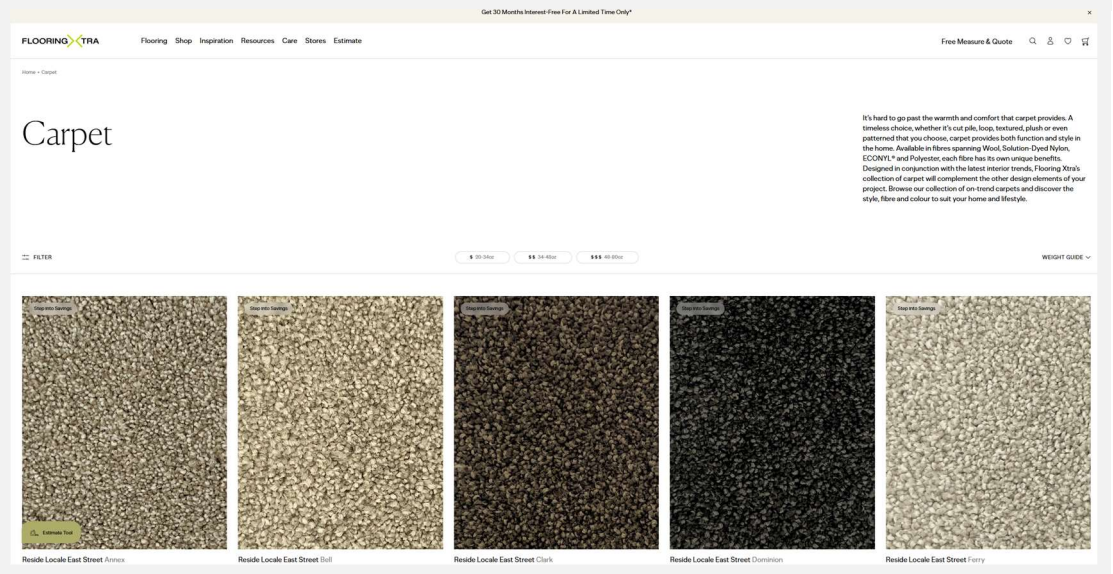 Get 30 Months Interest-Free For A Limited Time Only*
FLOORING XTRA
Flooring Shop Inspiration Resources Care Stores Estimate
Free Measure & Quote
Home Carpet
Carpet
It's hard to go past the warmth and comfort that carpet provides. A
timeless choice, whether it's cut pile, loop, textured, plush or even
patterned that you choose, carpet provides both function and style in
the home. Available in fibres spanning Wool, Solution-Dyed Nylon,
ECONYL® and Polyester, each fibre has its own unique benefits.
Designed in conjunction with the latest interior trends, Flooring Xtra's
collection of carpet will complement the other design elements of your
project. Browse our collection of on-trend carpets and discover the
style, fibre and colour to suit your home and lifestyle.
FILTER
$ 20-34oz
$$ 34-48oz
$$$ 48-80oz
WEIGHT GUIDE
Step into Savings
Step into Savings
Step into Savings
Step into Savings
Step into Savings
Estimate Tool
Reside Locale East Street Annex
Reside Locale East Street Bell
Reside Locale East Street Clark
Reside Locale East Street Dominion
Reside Locale East Street Ferry